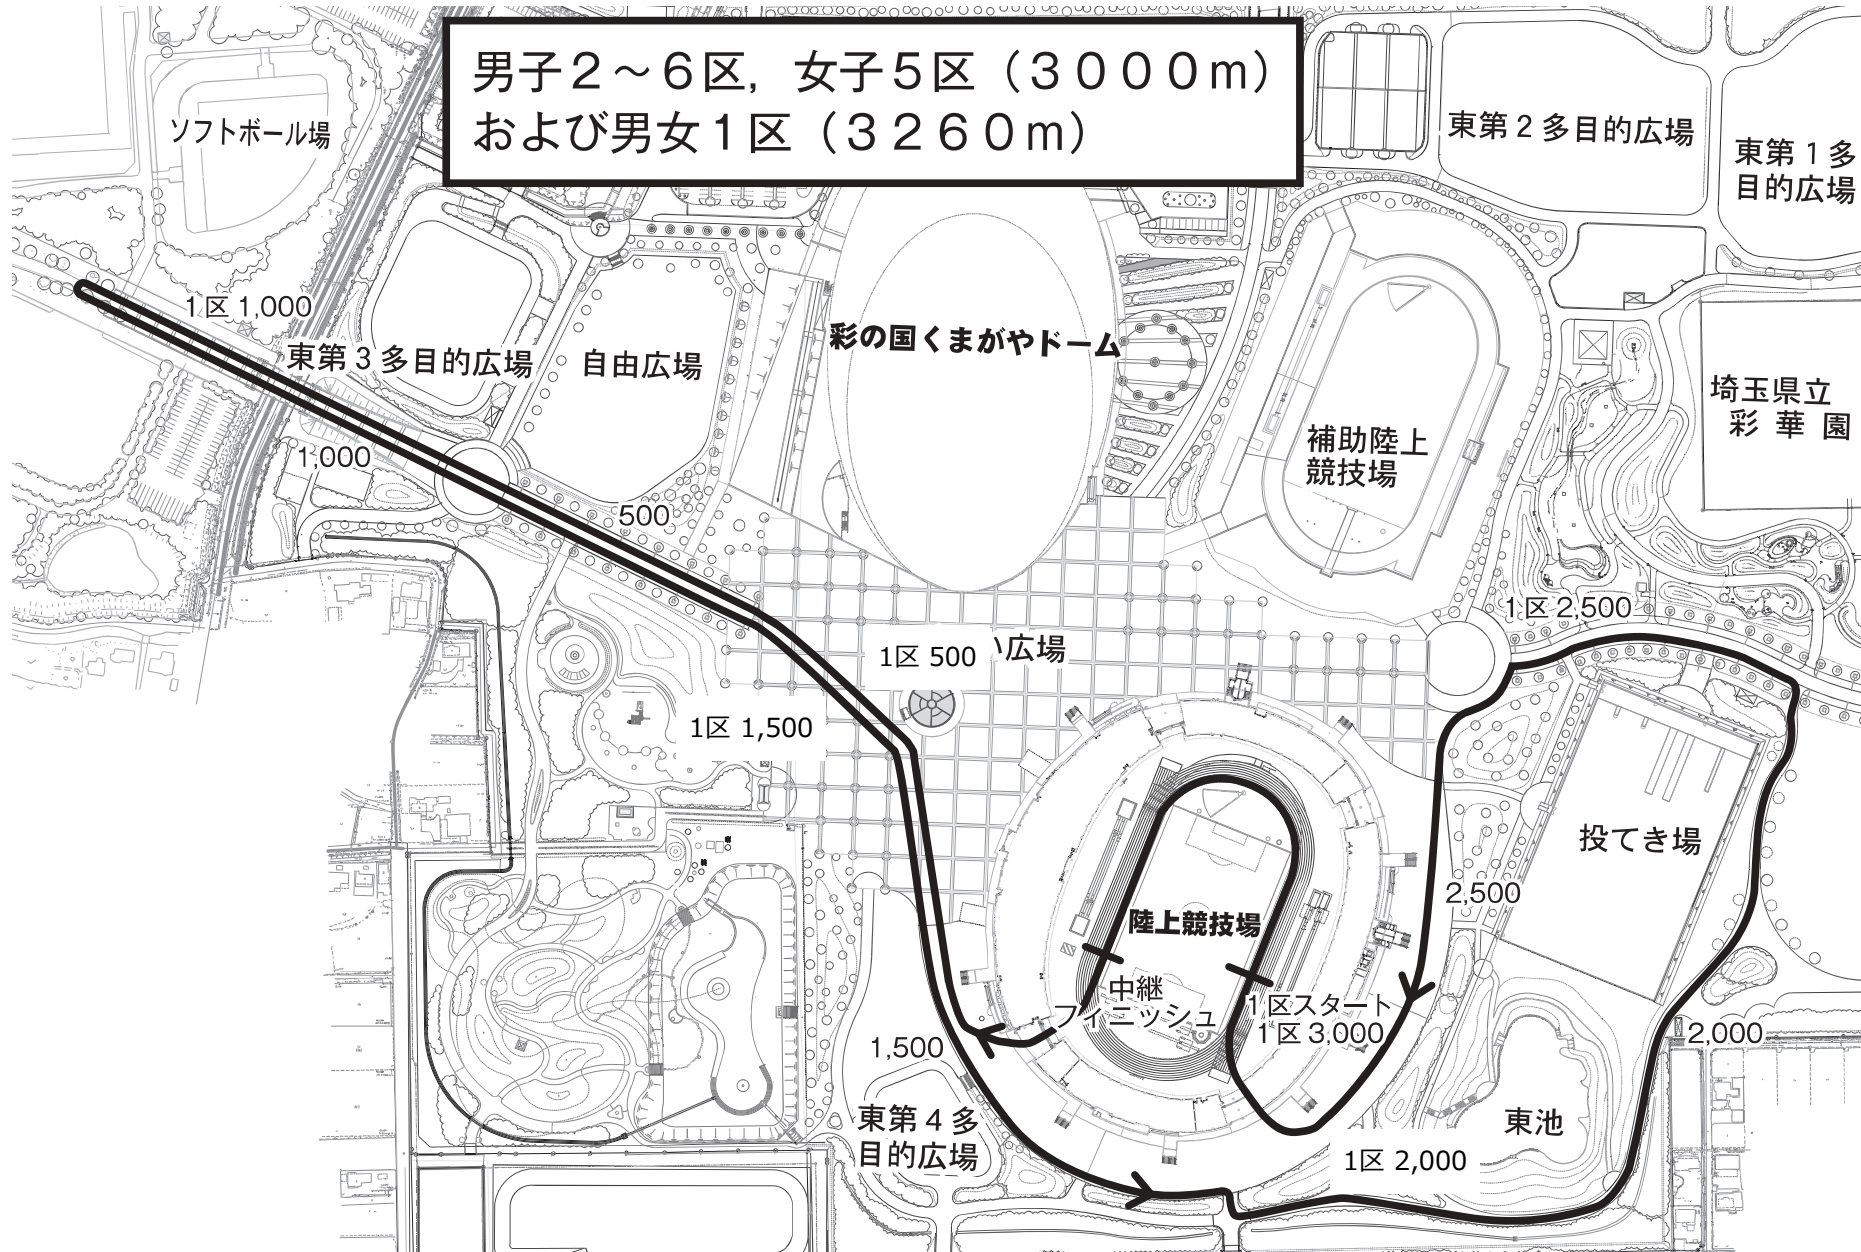 男子２～６区，女子５区（３０００ｍ）
および男女１区（３２６０ｍ）
ソフトボール場
東第２多目的広場
東第１多
目的広場
1区 1,000
東第３多目的広場
自由広場
彩の国くまがやドーム
埼玉県立
彩 華 園
補助陸上
競技場
1,000
500
1区 2,500
1区 500
い広場
1区 1,500
投てき場
2,500
陸上競技場
中継
フィニッシュ
1区スタート
1区 3,000
2,000
1,500
東第４多
目的広場
東池
1区 2,000